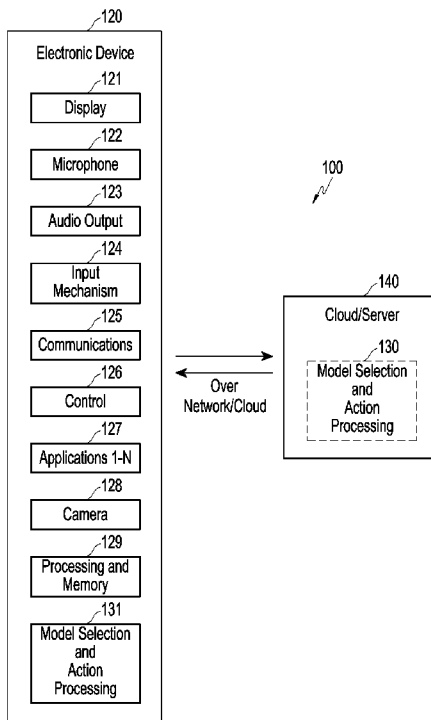 120
Electronic Device
121
Display
122
Microphone
123
Audio Output
124
Input
Mechanism
125
Communications
126
Control
127
Applications 1-N
128
Camera
129
Processing and
Memory
131
Model Selection
and
Action
Processing
Over
Network/Cloud
100
140
Cloud/Server
130
Model Selection
and
Action
Processing